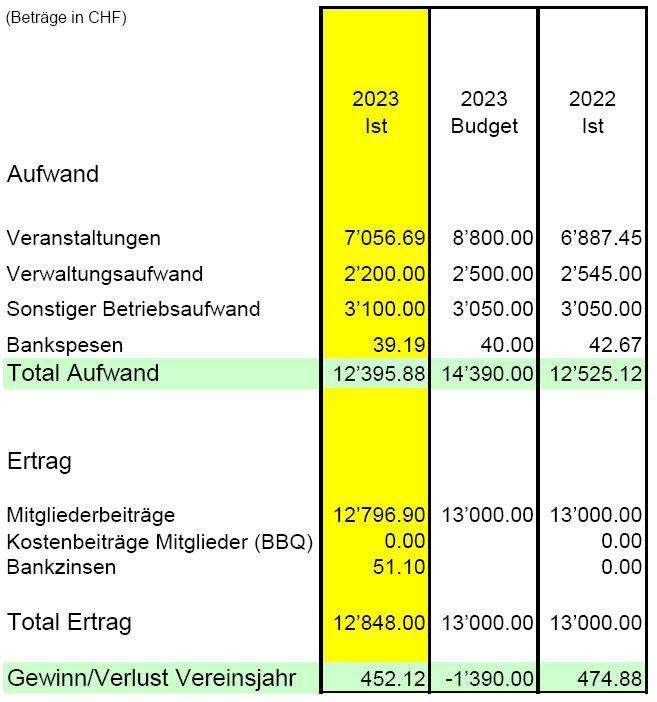 (Beträge in CHF)
2023 2023 2022
Ist Budget Ist
Aufwand
Veranstaltungen 7’056.69 8’800.00 6’887.45
Verwaltungsaufwand 2’200.00 2’500.00 2’545.00
Sonstiger Betriebsaufwand 3’100.00 3’050.00 3’050.00
Bankspesen 39.19 40.00 42.67
Total Aufwand 12’395.88 14’390.00 12’525.12
Ertrag
Mitgliederbeiträge 12’796.90 13’000.00 13’000.00
Kostenbeiträge Mitglieder (BBQ) 0.00 0.00
Bankzinsen 51.10 0.00
Total Ertrag 12’848.00 13’000.00 13’000.00
Gewinn/Verlust Vereinsjahr 452.12 -1’390.00 474.88